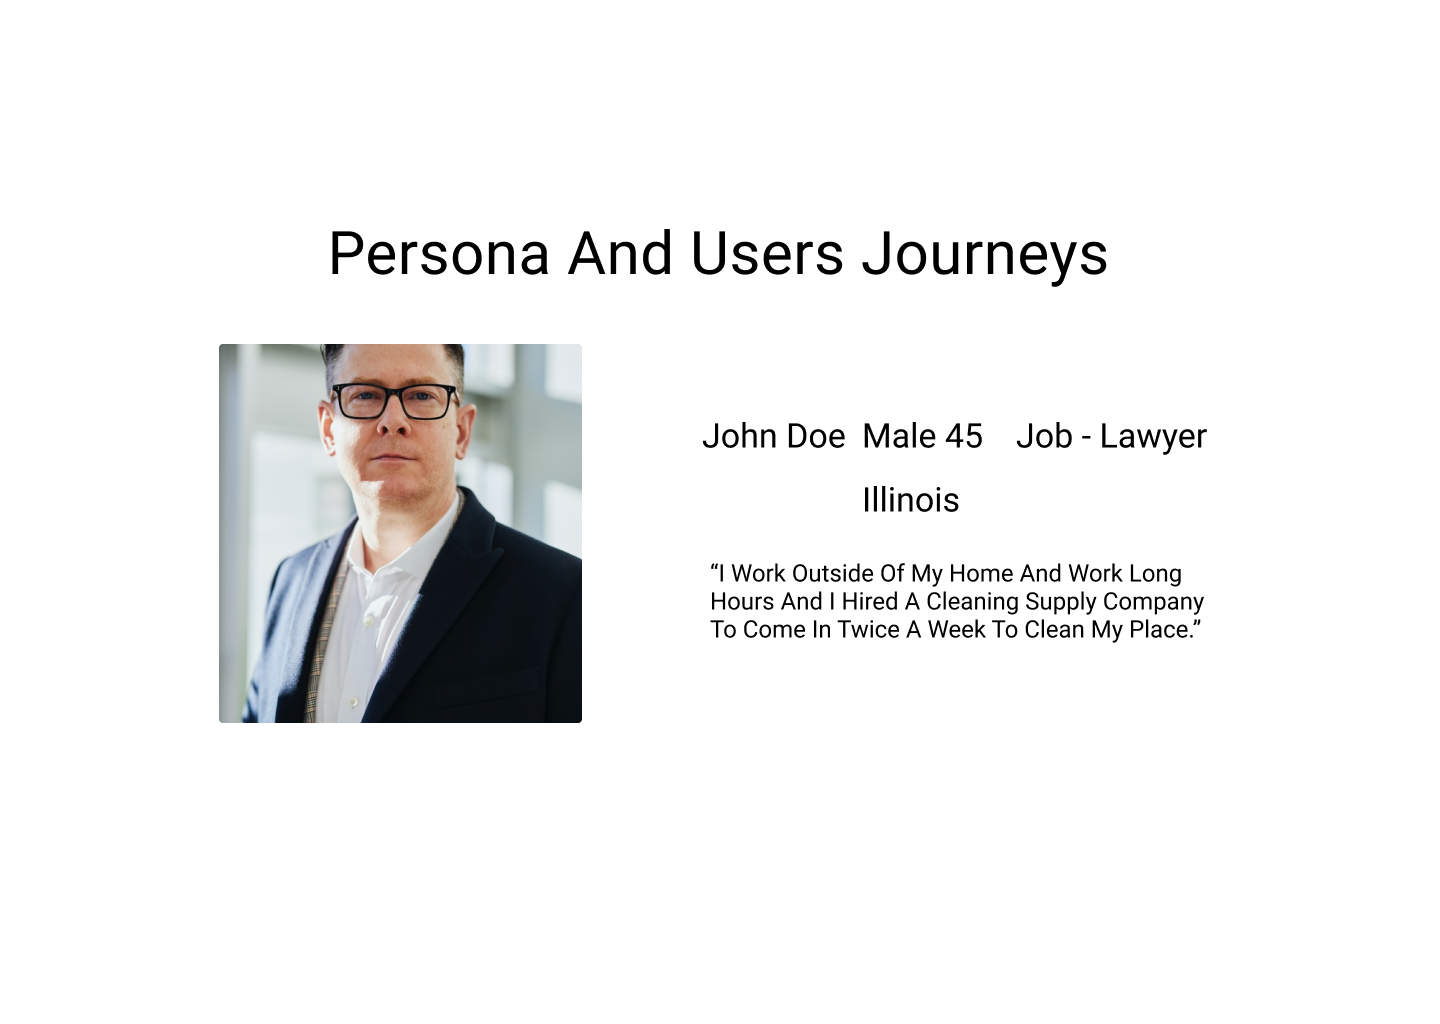 Persona And Users Journeys
John Doe Male 45 Job - Lawyer
Illinois
“I Work Outside Of My Home And Work Long
Hours And I Hired A Cleaning Supply Company
To Come In Twice A Week To Clean My Place.”